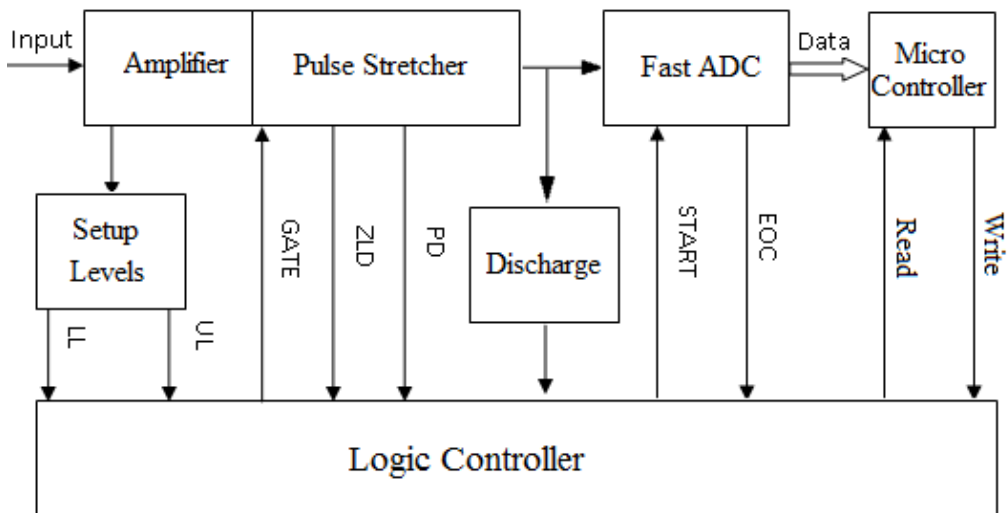 Input
Amplifier
Pulse Stretcher
Fast ADC
Data
Micro
Controller
Setup
Levels
GATE
ZLD
PD
Discharge
START
EOC
Read
Write
LL
UL
Logic Controller